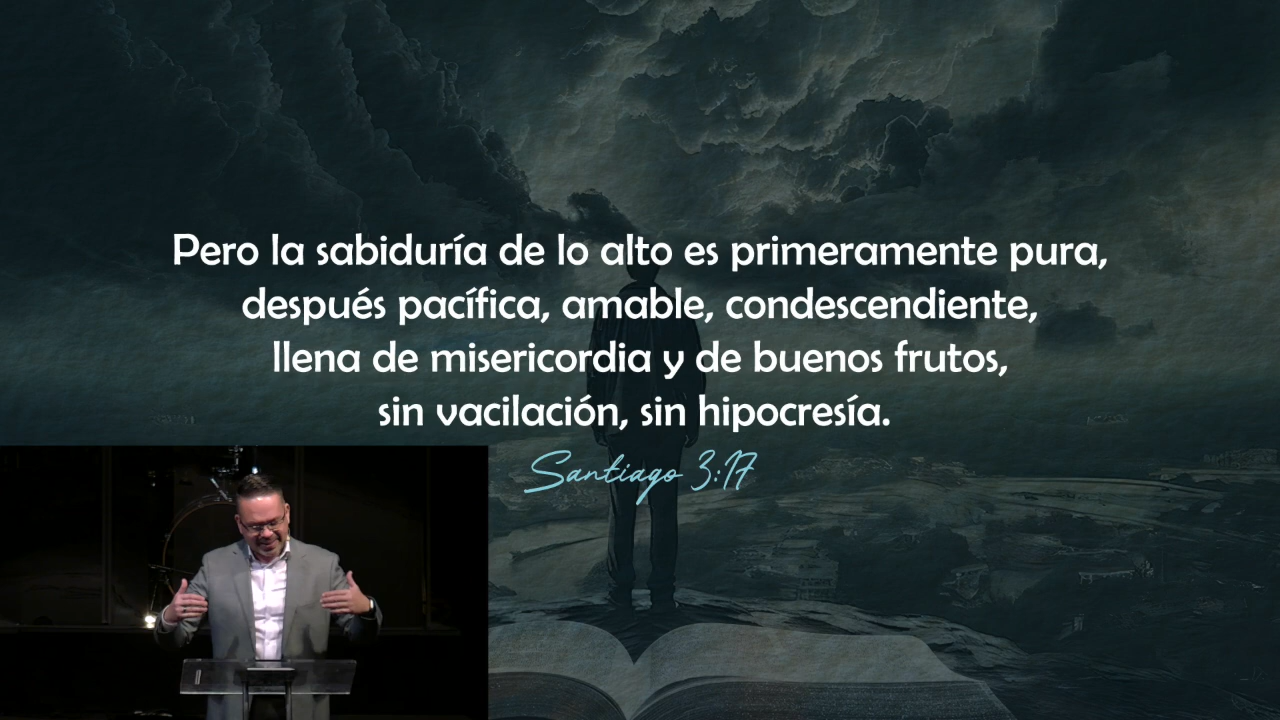 Pero la sabiduría de lo alto es primeramente pura,
después pacífica, amable, condescendiente,
llena de misericordia y de buenos frutos,
sin vacilación, sin hipocresía.
Santiago 3:17